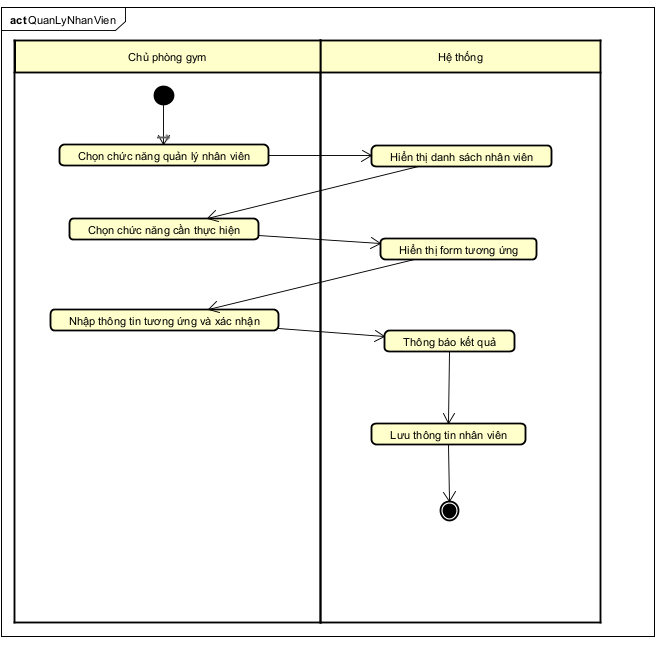 act QuanLyNhanVien
Chủ phòng gym
Hệ thống
Chọn chức năng quản lý nhân viên
Hiển thị danh sách nhân viên
Chọn chức năng cần thực hiện
Hiển thị form tương ứng
Nhập thông tin tương ứng và xác nhận
Thông báo kết quả
Lưu thông tin nhân viên